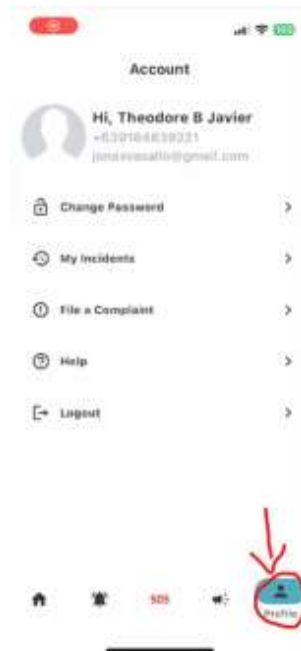 Account
Hi, Theodore B Javier
Change Password
My Incidents
File a Complaint
Help
Logout
SOS
Profile